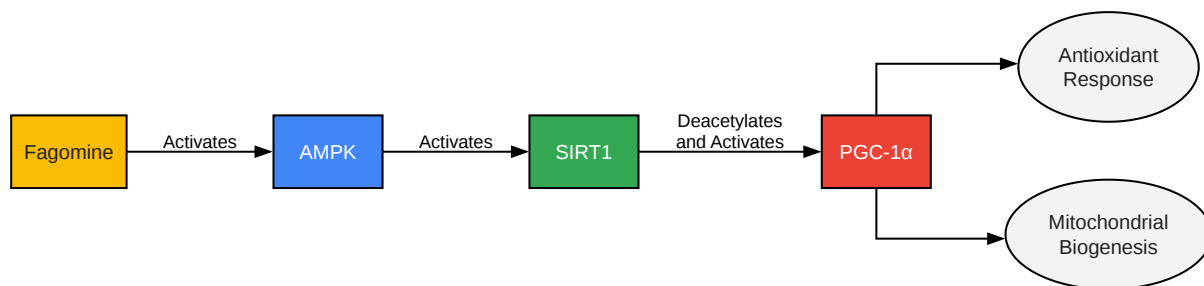 Fagomine
Activates
AMPK
Activates
SIRT1
Deacetylates
and Activates
PGC-1α
Antioxidant
Response
Mitochondrial
Biogenesis